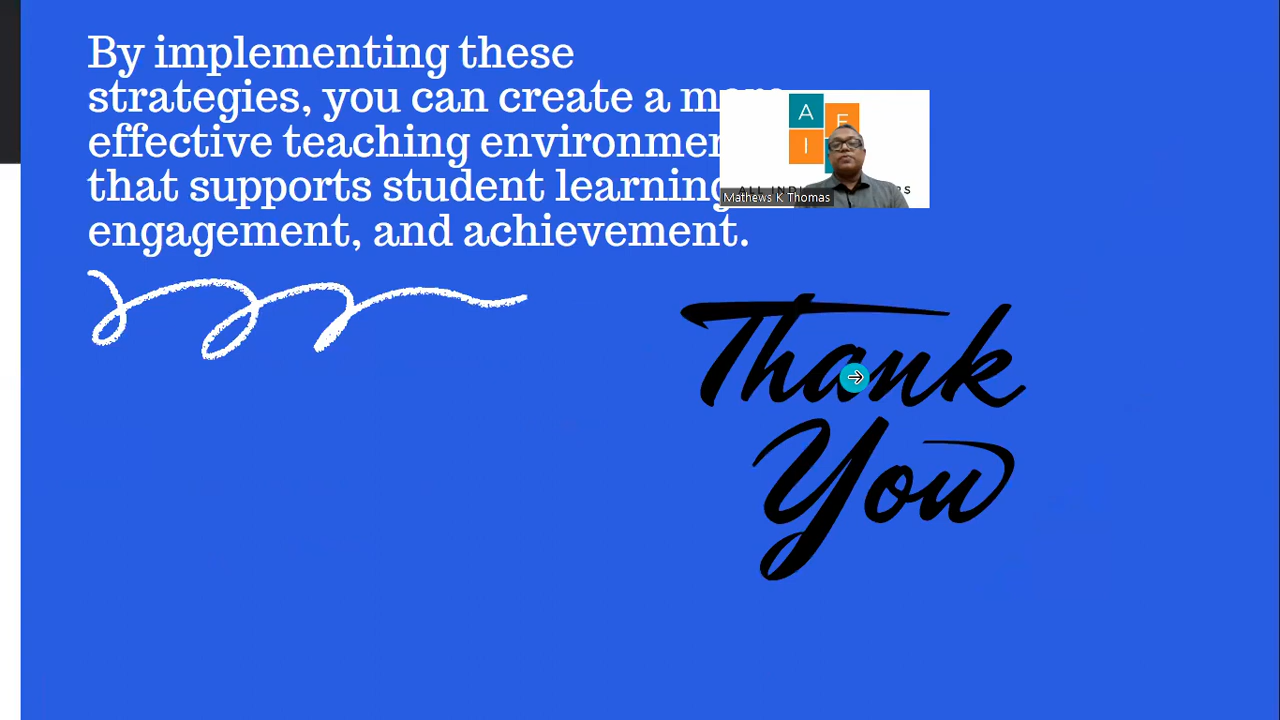 By implementing these
strategies, you can create a
effective teaching
that supports student learning
engagement, and achievement.
A
I
Mathews K Thomas
Thank
You